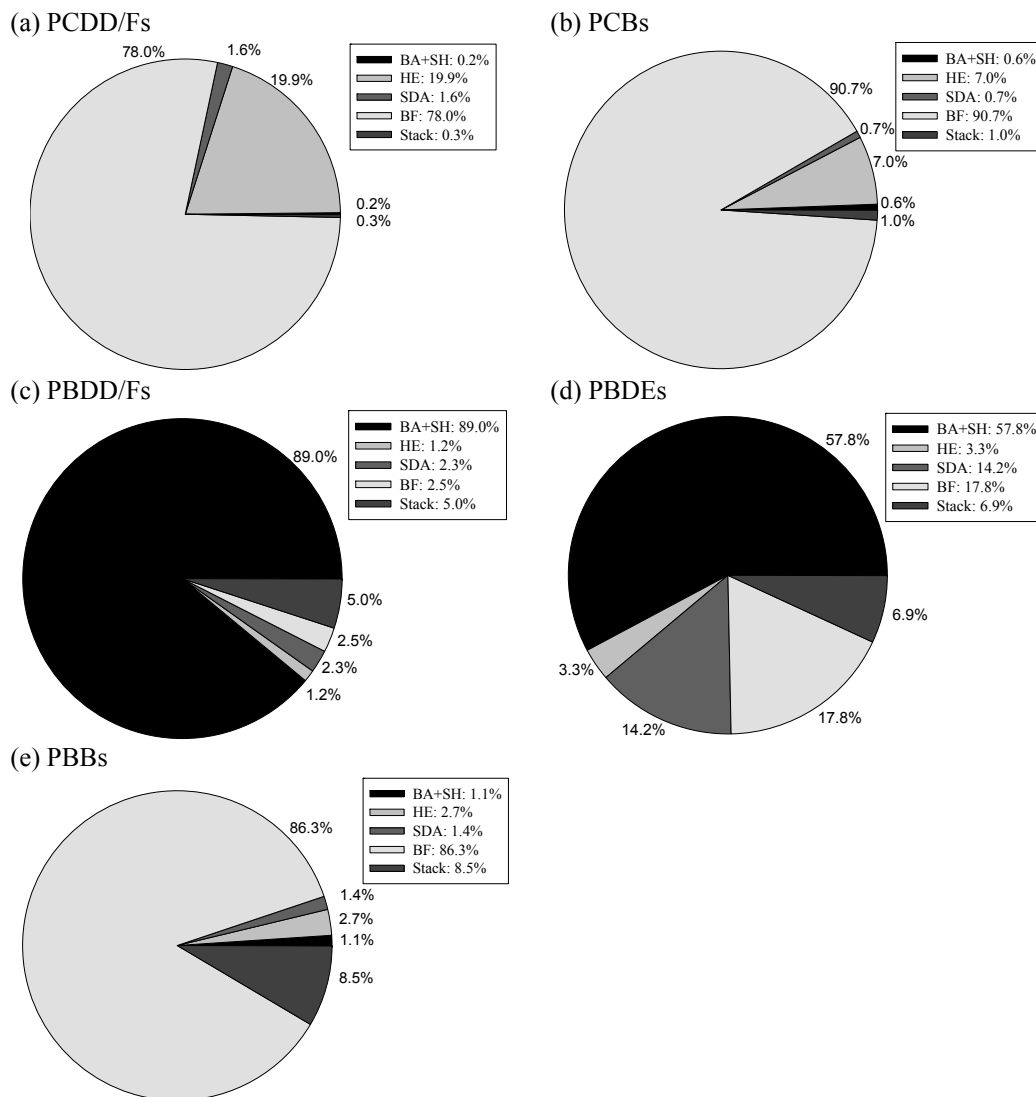 (a) PCDD/Fs
78.0%
1.6%
19.9%
0.2%
0.3%
BA+SH: 0.2%
HE: 19.9%
SDA: 1.6%
BF: 78.0%
Stack: 0.3%
(b) PCBs
90.7%
0.7%
7.0%
0.6%
1.0%
BA+SH: 0.6%
HE: 7.0%
SDA: 0.7%
BF: 90.7%
Stack: 1.0%
(c) PBDD/Fs
89.0%
5.0%
2.5%
2.3%
1.2%
BA+SH: 89.0%
HE: 1.2%
SDA: 2.3%
BF: 2.5%
Stack: 5.0%
(d) PBDEs
57.8%
6.9%
3.3%
17.8%
14.2%
BA+SH: 57.8%
HE: 3.3%
SDA: 14.2%
BF: 17.8%
Stack: 6.9%
(e) PBBs
86.3%
1.4%
2.7%
1.1%
8.5%
BA+SH: 1.1%
HE: 2.7%
SDA: 1.4%
BF: 86.3%
Stack: 8.5%